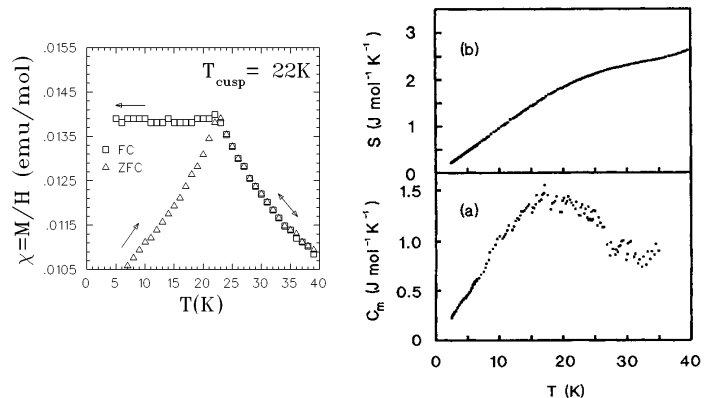 .0155
.0145
.0135
.0125
.0115
.0105
χ=M/H (emu/mol)
T_cusp= 22K
□ FC
△ ZFC
0 5 10 15 20 25 30 35 40
T(K)
(b)
3
2
1
0
S (J mol⁻¹ K⁻¹)
(a)
1.5
1.0
0.5
0
C_m (J mol⁻¹ K⁻¹)
0 10 20 30 40
T (K)